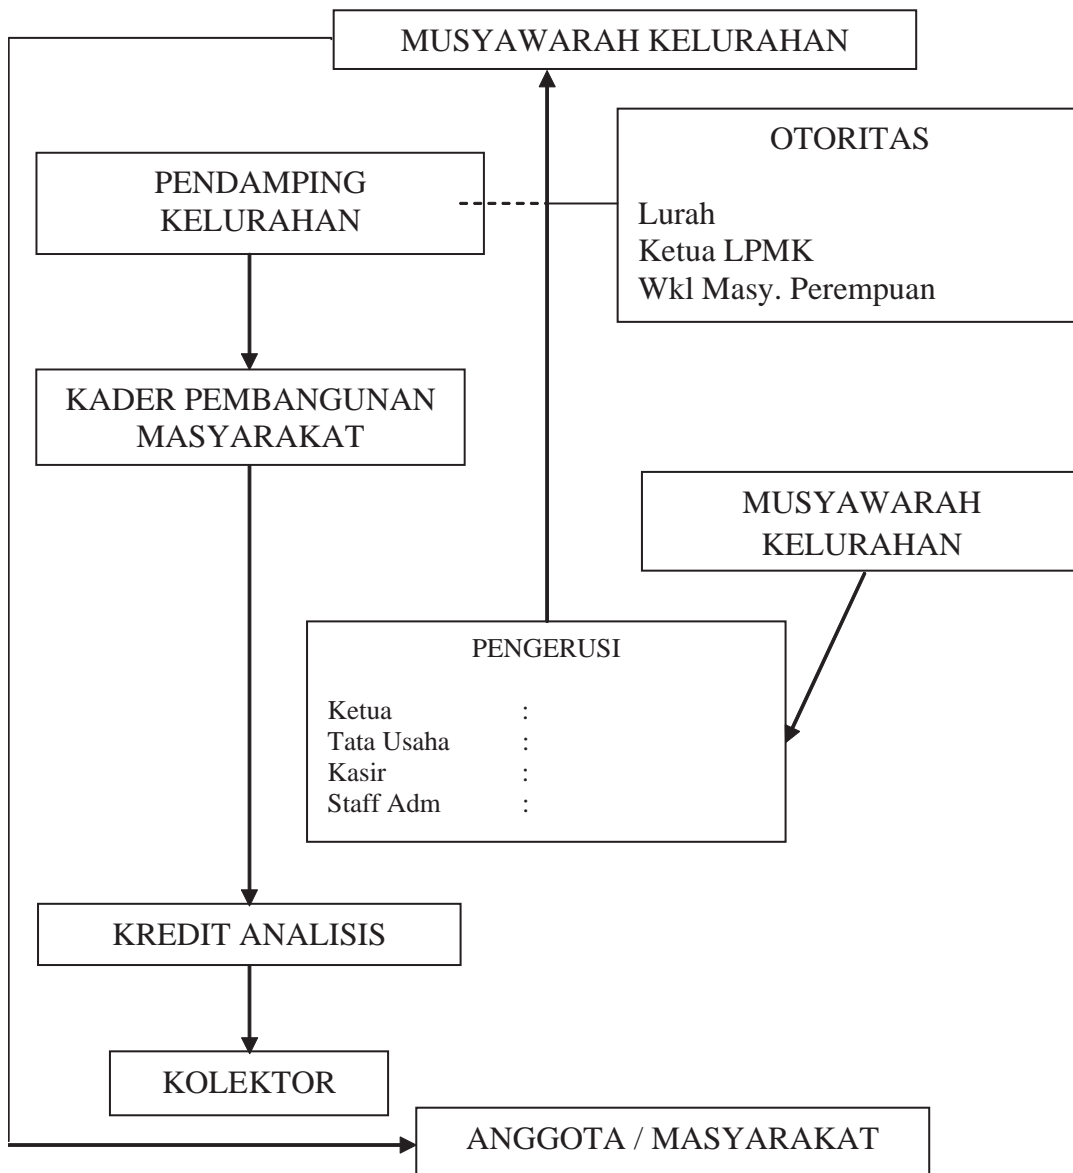 MUSYAWARAH KELURAHAN
OTORITAS
Lurah
Ketua LPMK
Wkl Masy. Perempuan
PENDAMPING
KELURAHAN
KADER PEMBANGUNAN
MASYARAKAT
MUSYAWARAH
KELURAHAN
PENGERUSI
Ketua :
Tata Usaha :
Kasir :
Staff Adm :
KREDIT ANALISIS
KOLEKTOR
ANGGOTA / MASYARAKAT